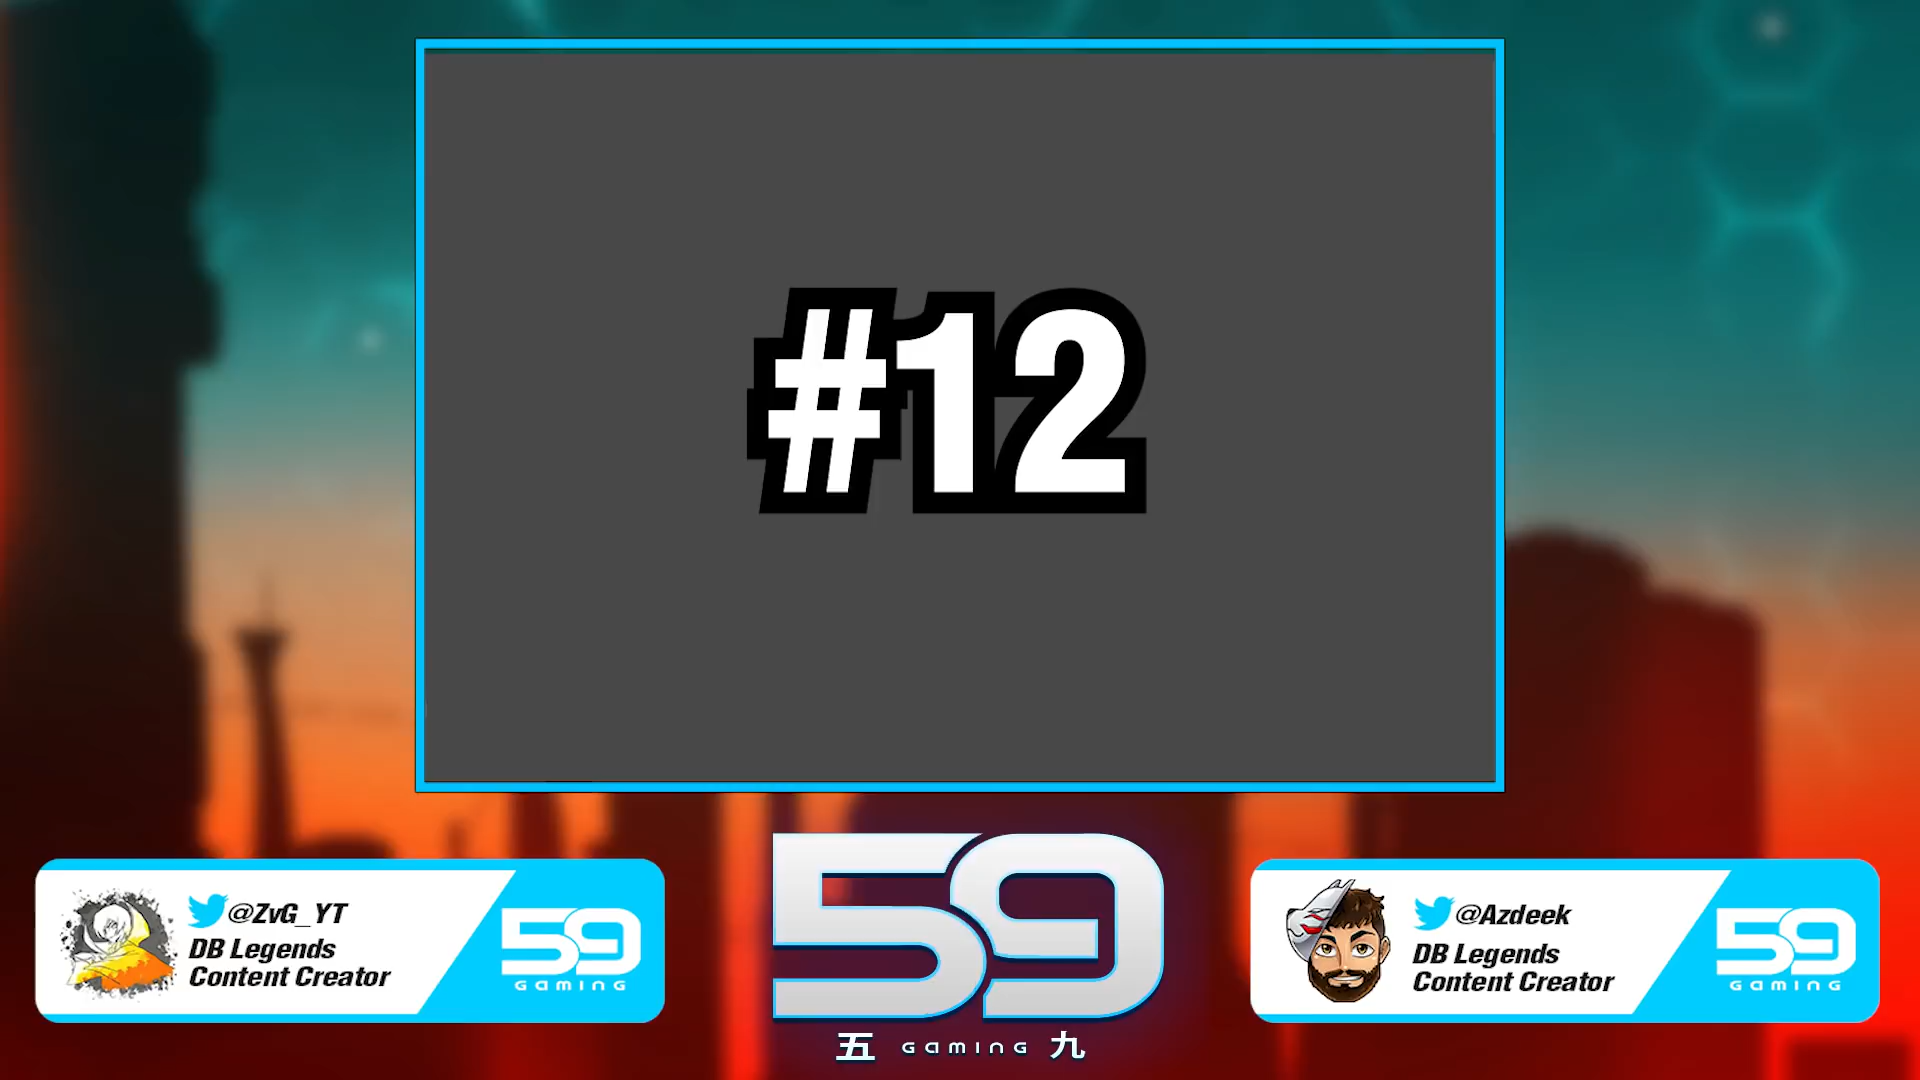 #12
@ZvG_YT
DB Legends
Content Creator
59
Gaming
59
五 Gaming 九
@Azdeek
DB Legends
Content Creator
59
Gaming